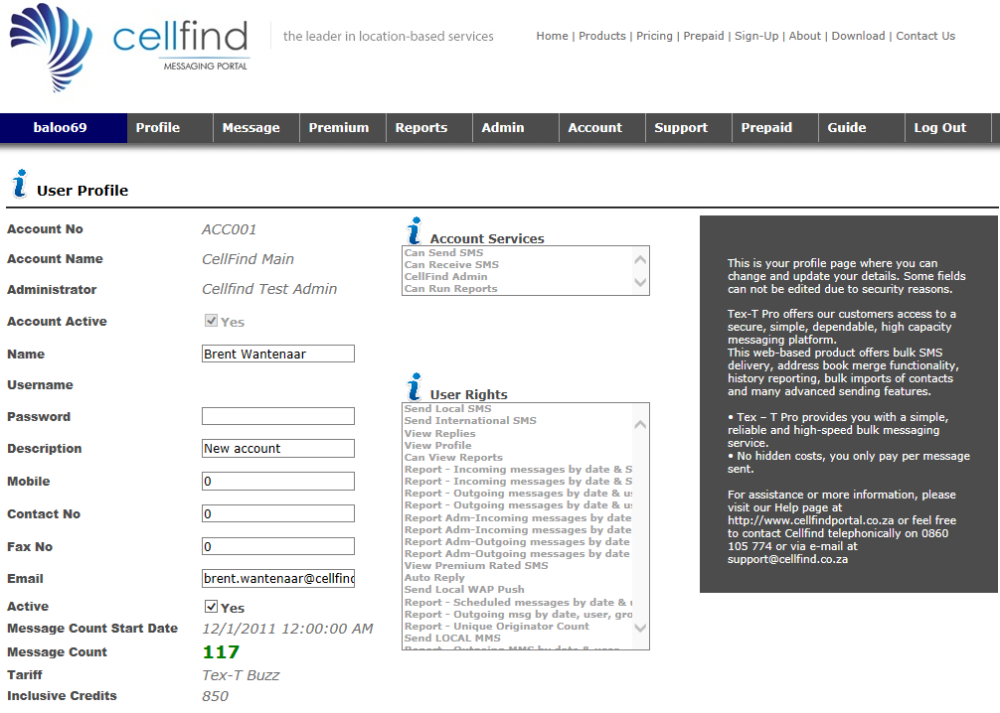 cellfind
MESSAGING PORTAL
the leader in location-based services
Home | Products | Pricing | Prepaid | Sign-Up | About | Download | Contact Us
baloo69 Profile Message Premium Reports Admin Account Support Prepaid Guide Log Out
User Profile
Account No ACC001
Account Name CellFind Main
Administrator Cellfind Test Admin
Account Active Yes
Name Brent Wantenaar
Username
Password
Description New account
Mobile 0
Contact No 0
Fax No 0
Email brent.wantenaar@cellfind
Active Yes
Message Count Start Date 12/1/2011 12:00:00 AM
Message Count 117
Tariff Tex-T Buzz
Inclusive Credits 850
Account Services
Can Send SMS
Can Receive SMS
CellFind Admin
Can Run Reports
User Rights
Send Local SMS
Send International SMS
View Replies
View Profile
Can View Reports
Report - Incoming messages by date & S
Report - Incoming messages by date & S
Report - Outgoing messages by date & us
Report - Outgoing messages by date & us
Report Adm-Incoming messages by date
Report Adm-Incoming messages by date
Report Adm-Outgoing messages by date
Report Adm-Outgoing messages by date
View Premium Rated SMS
Auto Reply
Send Local WAP Push
Report - Scheduled messages by date & u
Report - Outgoing msg by date, user, gro
Report - Unique Originator Count
Send LOCAL MMS
Report - Outgoing MMS by date & user
This is your profile page where you can
change and update your details. Some fields
can not be edited due to security reasons.
Tex-T Pro offers our customers access to a
secure, simple, dependable, high capacity
messaging platform.
This web-based product offers bulk SMS
delivery, address book merge functionality,
history reporting, bulk imports of contacts
and many advanced sending features.
• Tex – T Pro provides you with a simple,
reliable and high-speed bulk messaging
service.
• No hidden costs, you only pay per message
sent.
For assistance or more information, please
visit our Help page at
http://www.cellfindportal.co.za or feel free
to contact Cellfind telephonically on 0860
105 774 or via e-mail at
support@cellfind.co.za